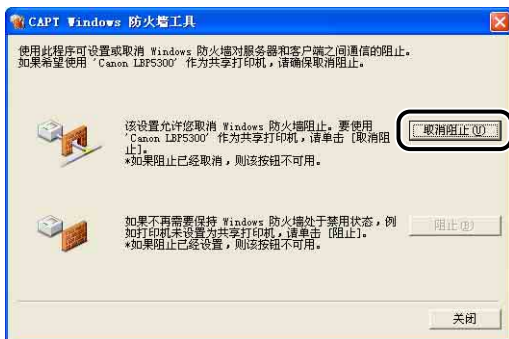 CAPT Windows 防火墙工具
使用此程序可设置或取消 Windows 防火墙对服务器和客户端之间通信的阻止。
如果希望使用 'Canon LBP5300' 作为共享打印机，请确保取消阻止。
该设置允许您取消 Windows 防火墙阻止。要使用
'Canon LBP5300' 作为共享打印机，请单击 [取消阻
止]。
*如果阻止已经取消，则该按钮不可用。
取消阻止(U)
如果不再需要保持 Windows 防火墙处于禁用状态，例
如打印机未设置为共享打印机，请单击 [阻止]。
*如果阻止已经设置，则该按钮不可用。
阻止(B)
关闭